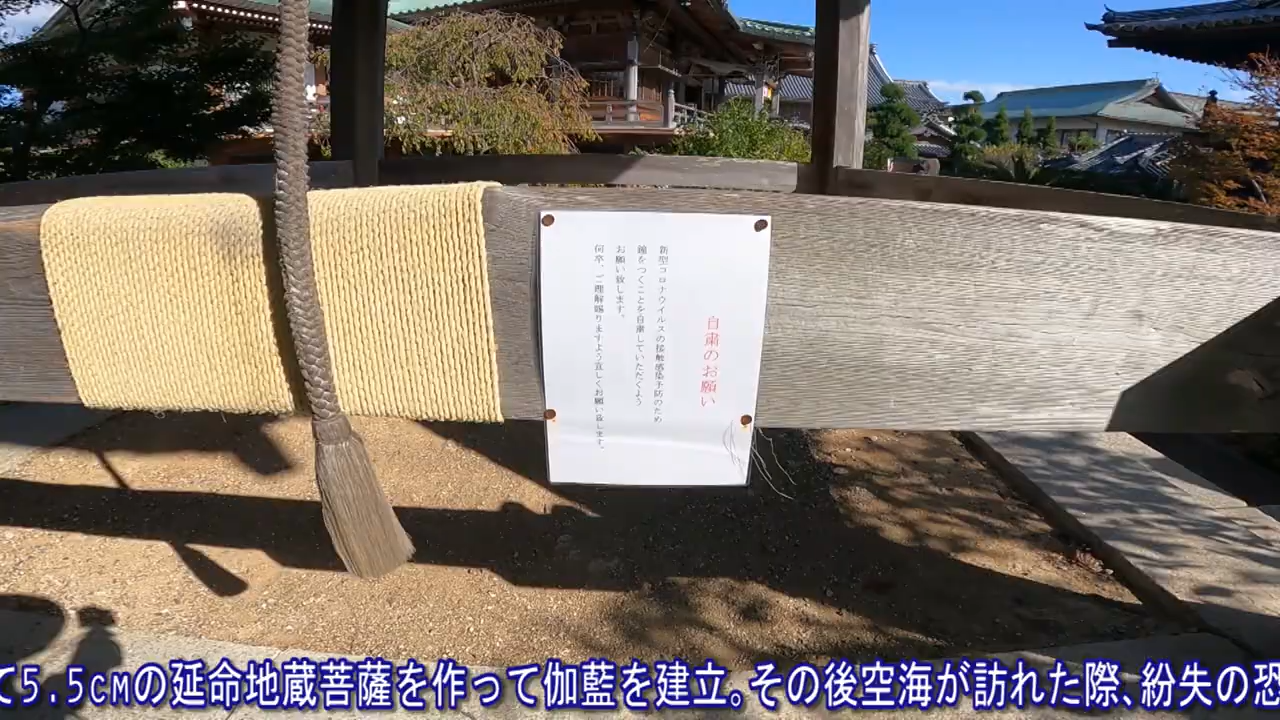 自粛のお願い
新型コロナウイルスの接触感染予防のため
鐘をつくことを自粛していただくよう
お願い致します。
何卒、ご理解賜りますよう宜しくお願い致します。
て5.5cmの延命地蔵菩薩を作って伽藍を建立。その後空海が訪れた際、紛失の恐